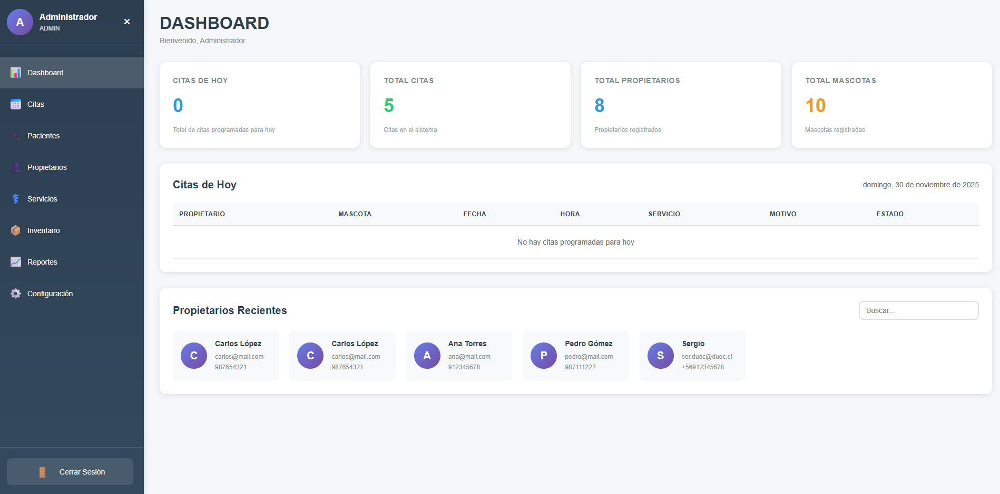 A
Administrador
ADMIN
×
Dashboard
Citas
Pacientes
Propietarios
Servicios
Inventario
Reportes
Configuración
Cerrar Sesión
DASHBOARD
Bienvenido, Administrador
CITAS DE HOY
0
Total de citas programadas para hoy
TOTAL CITAS
5
Citas en el sistema
TOTAL PROPIETARIOS
8
Propietarios registrados
TOTAL MASCOTAS
10
Mascotas registradas
Citas de Hoy
domingo, 30 de noviembre de 2025
PROPIETARIO MASCOTA FECHA HORA SERVICIO MOTIVO ESTADO
No hay citas programadas para hoy
Propietarios Recientes
Buscar...
C
Carlos López
carlos@mail.com
987654321
C
Carlos López
carlos@mail.com
987654321
A
Ana Torres
ana@mail.com
912345678
P
Pedro Gómez
pedro@mail.com
987111222
S
Sergio
ser.duoc@duoc.cl
+56912345678